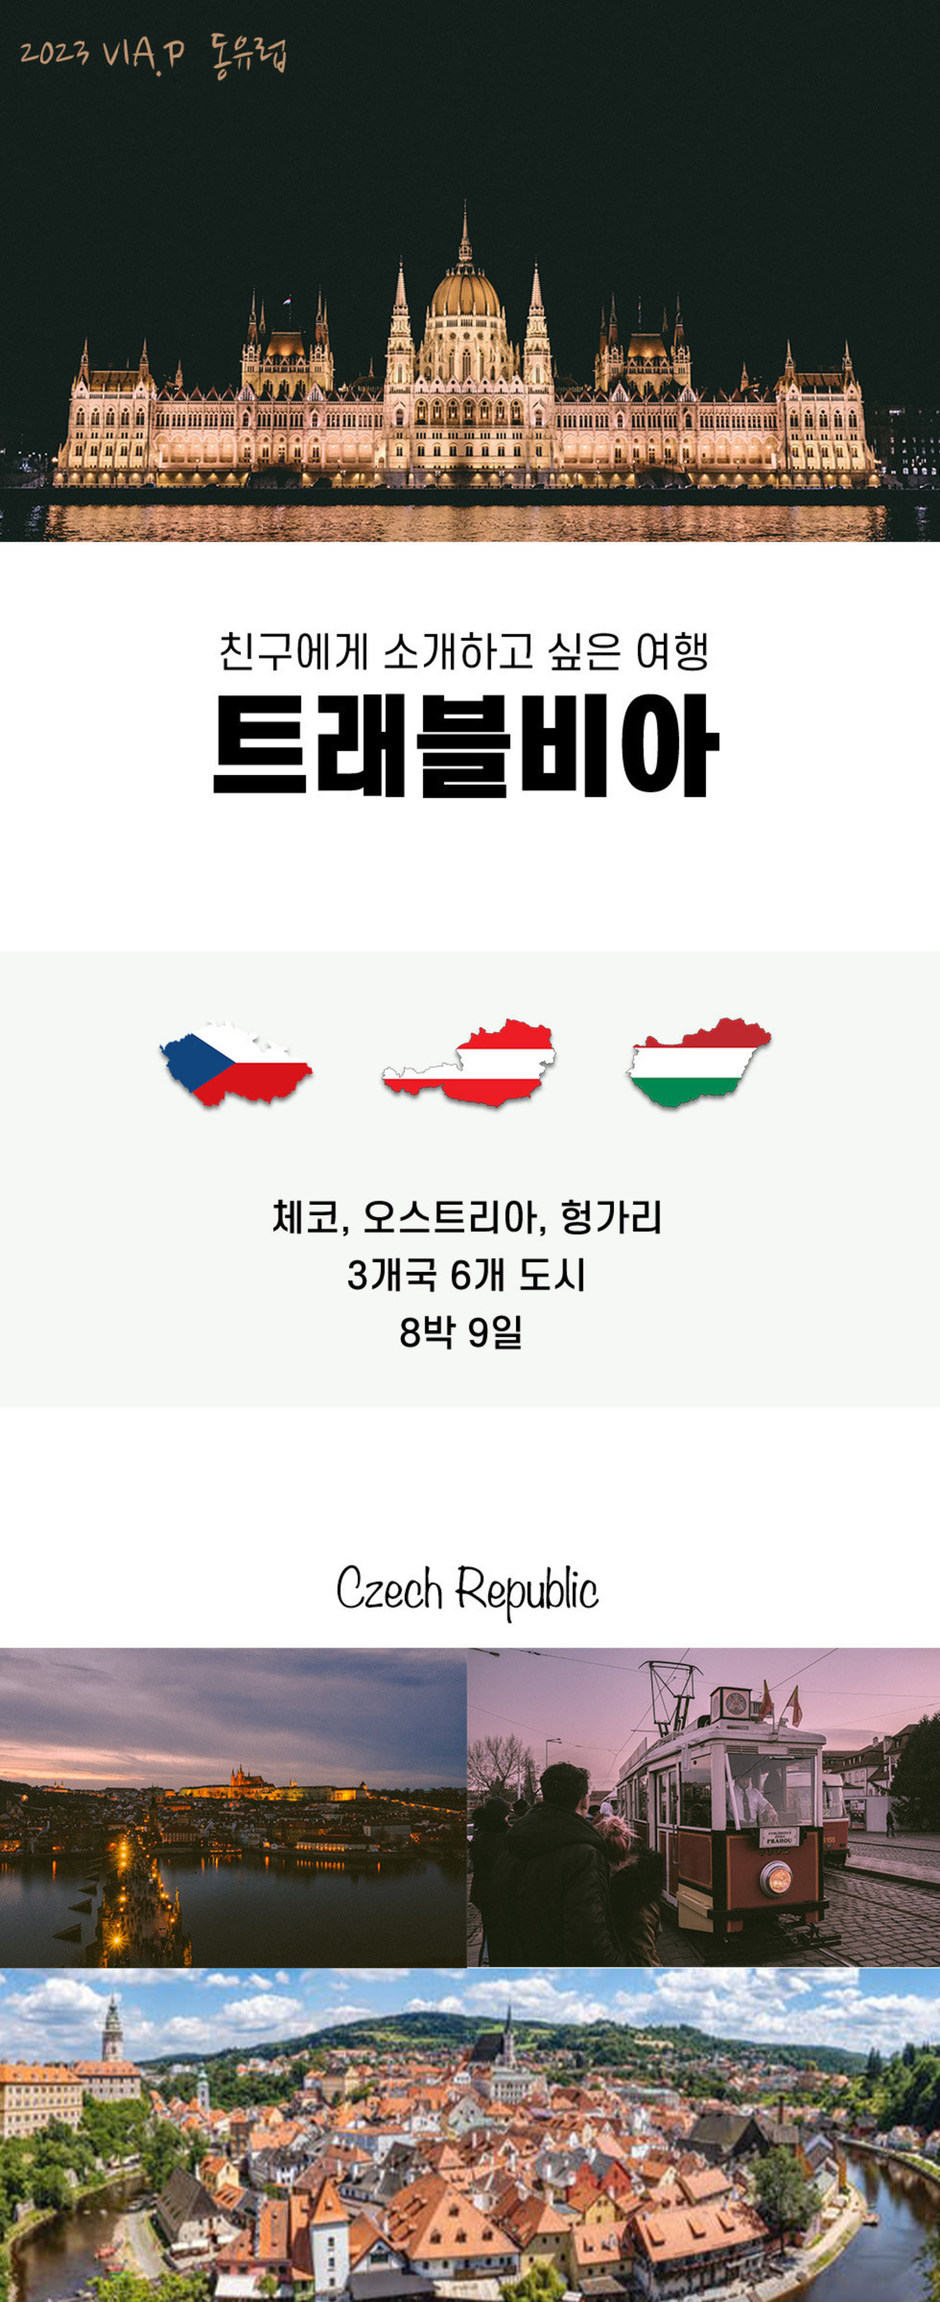 2023 VIA.P 동유럽
친구에게 소개하고 싶은 여행
트래블비아
체코, 오스트리아, 헝가리
3개국 6개 도시
8박 9일
Czech Republic
PRAHOU